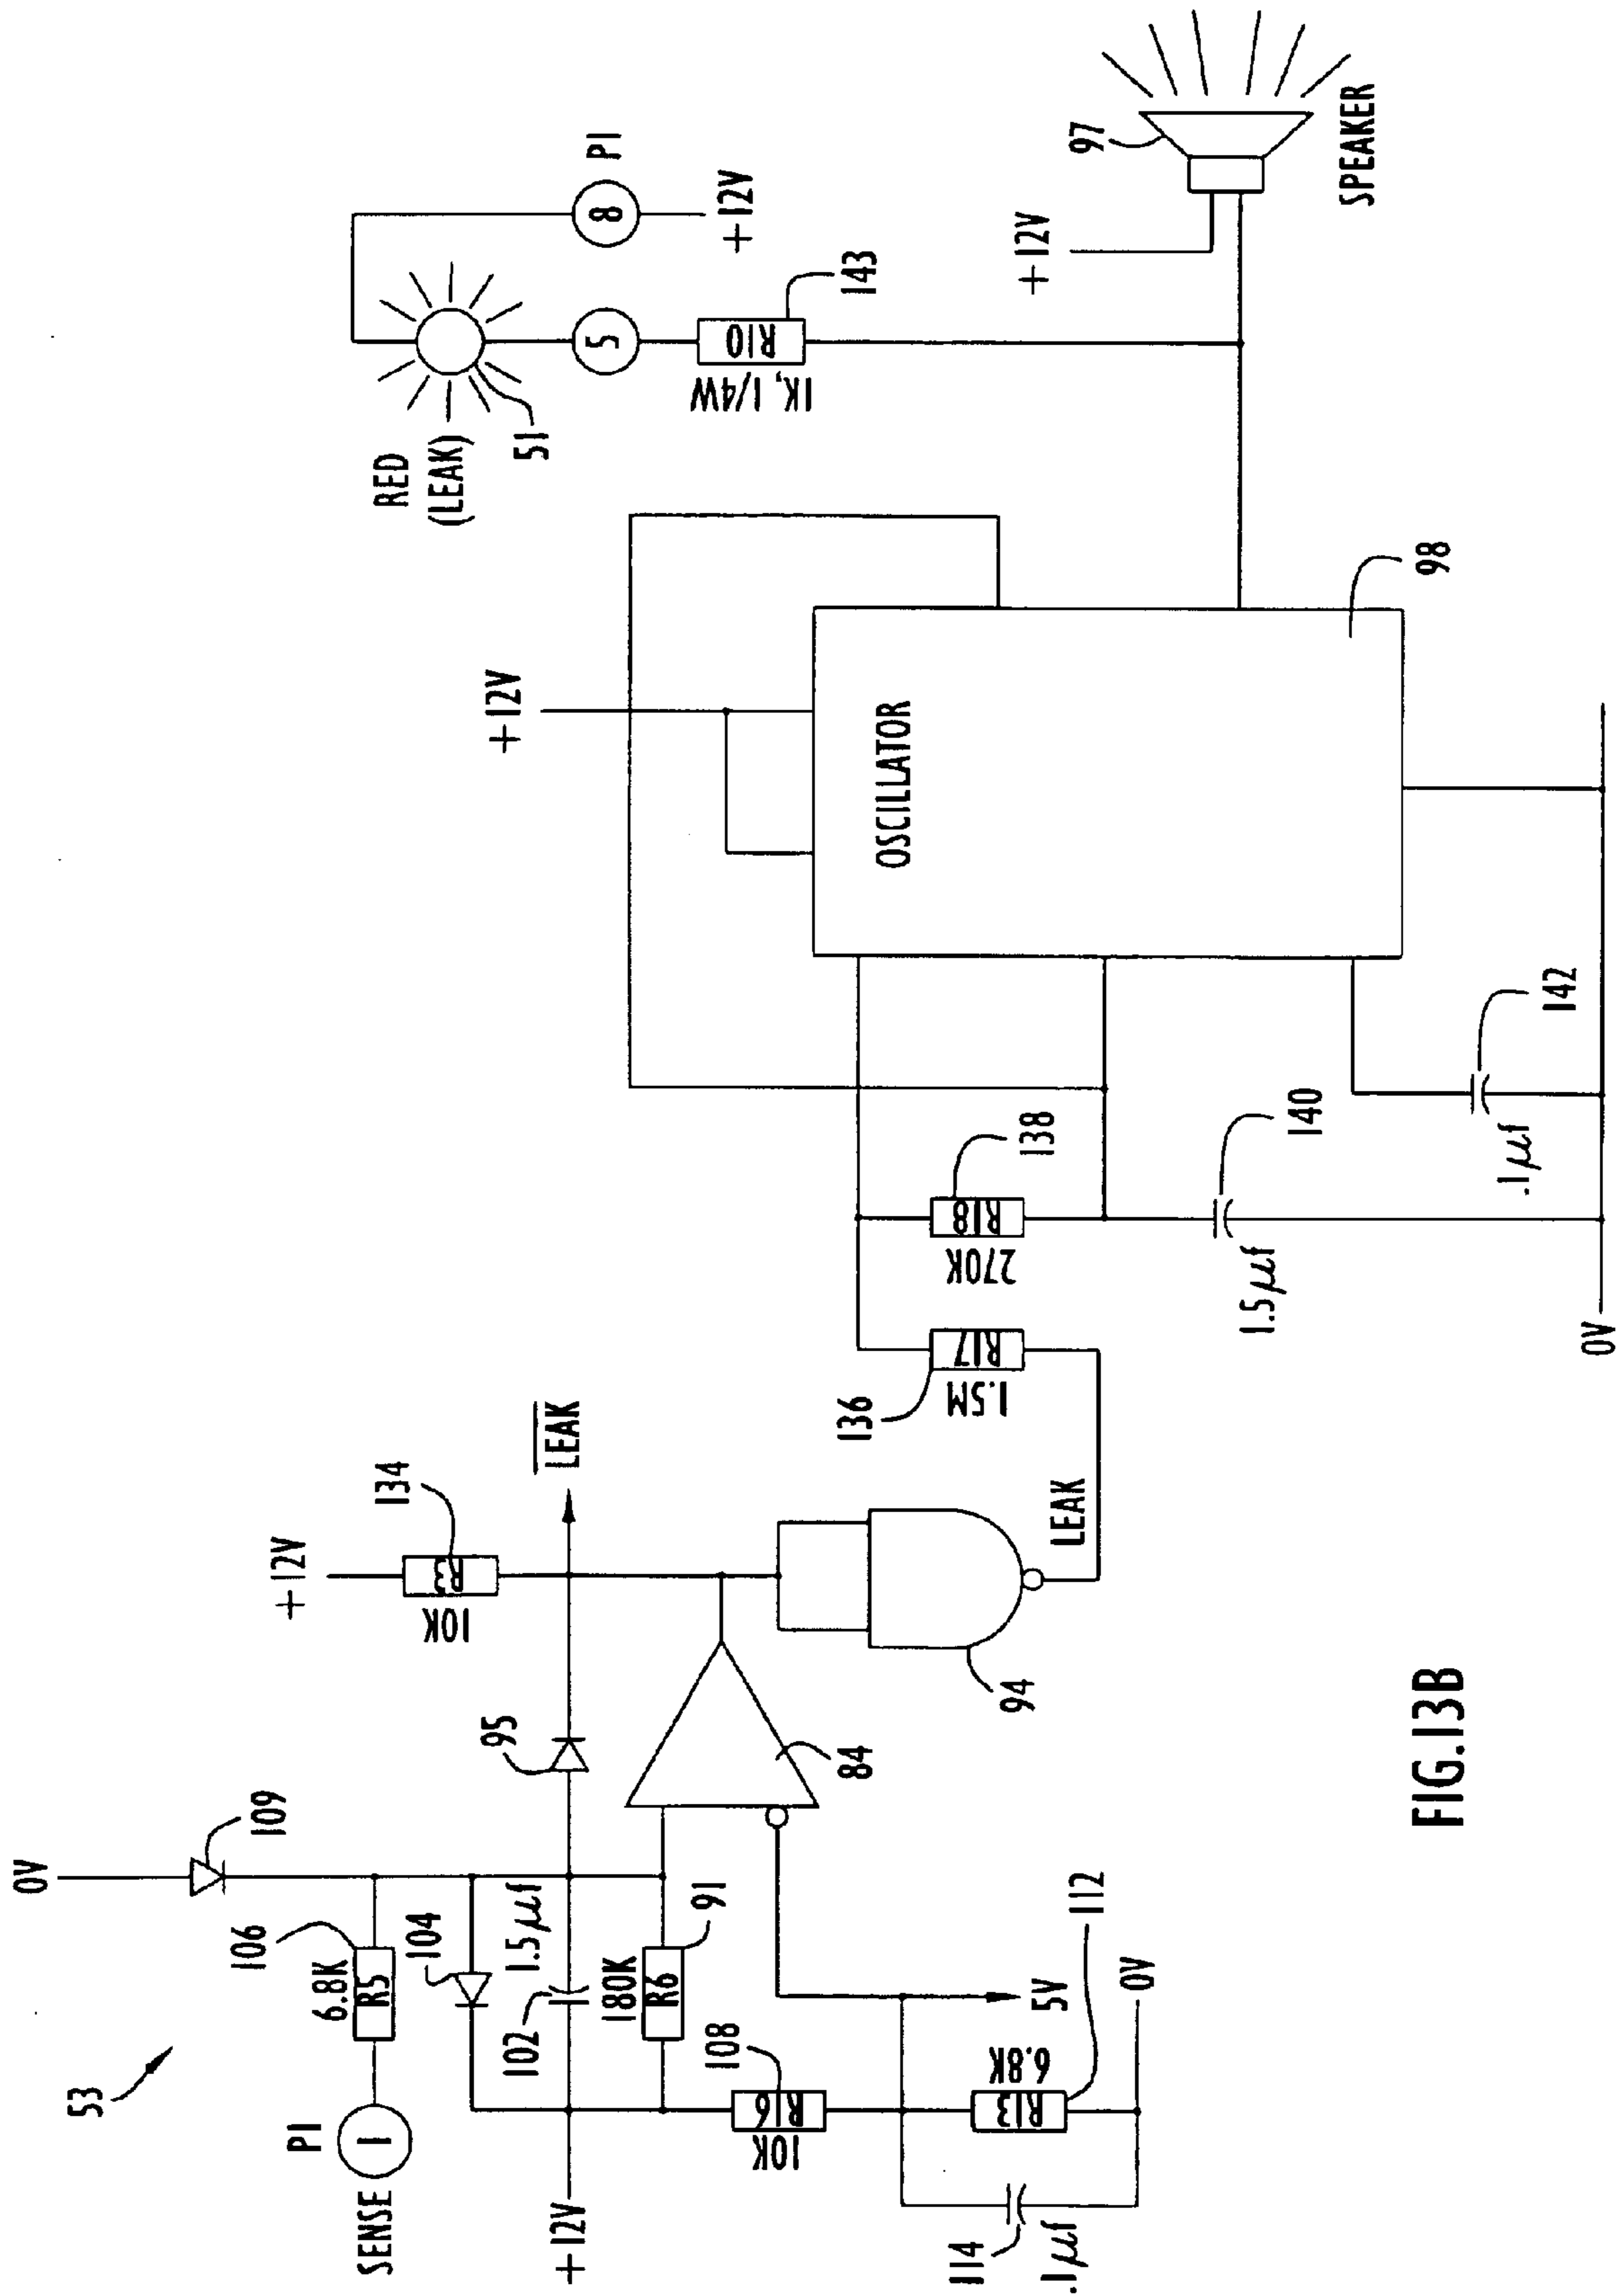 53
0V
109
106
6.8K
R5
P1
1
SENSE
104
1.5μf
102
+12V
180K
R6
91
108
R16
10K
5V
6.8K
R13
112
0V
114
.1μf
+12V
134
R3
10K
95
LEAK
84
94
LEAK
136
R17
1.5M
138
R18
270K
140
1.5μf
142
.1μf
0V
+12V
OSCILLATOR
98
RED
(LEAK)
51
P1
8
+12V
5
R10
143
1K, 1/4W
+12V
97
SPEAKER
FIG.13B